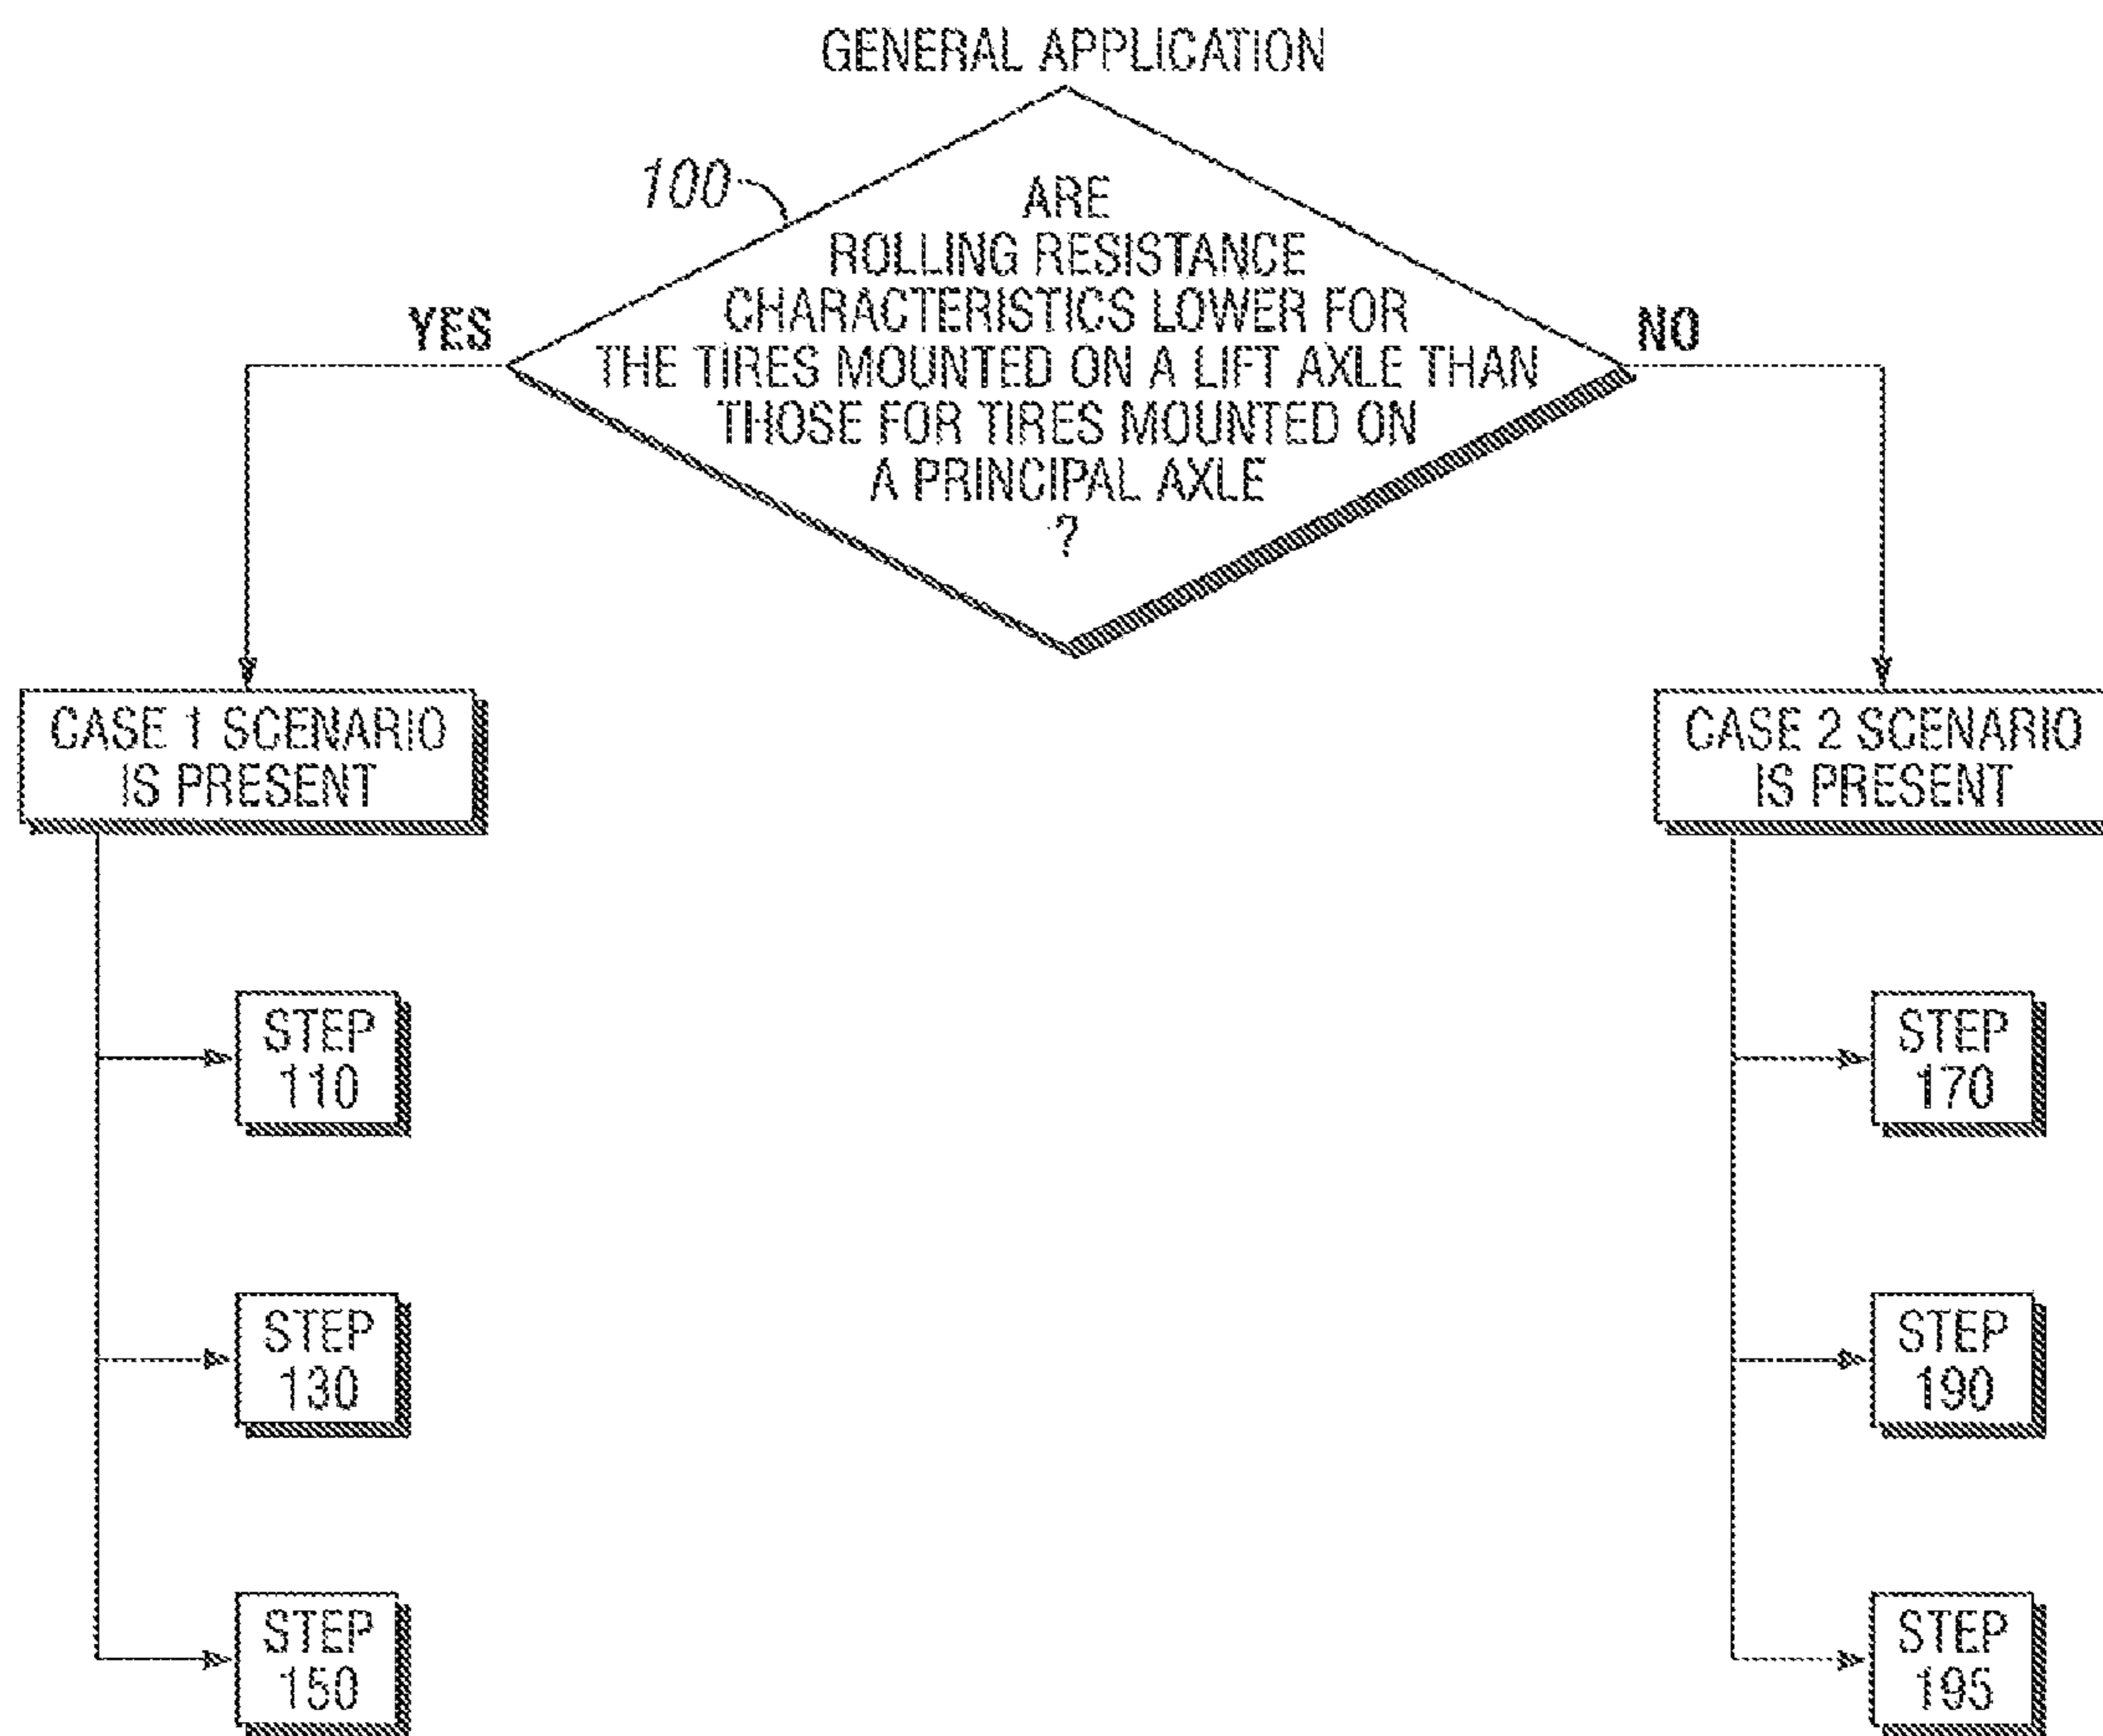 GENERAL APPLICATION
100
ARE
ROLLING RESISTANCE
CHARACTERISTICS LOWER FOR
THE TIRES MOUNTED ON A LIFT AXLE THAN
THOSE FOR TIRES MOUNTED ON
A PRINCIPAL AXLE
?
YES
NO
CASE 1 SCENARIO
IS PRESENT
CASE 2 SCENARIO
IS PRESENT
STEP
110
STEP
170
STEP
130
STEP
190
STEP
150
STEP
195